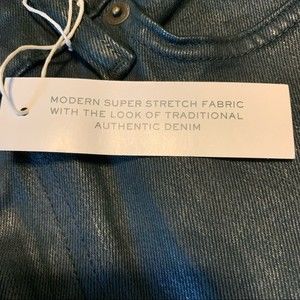 MODERN SUPER STRETCH FABRIC
WITH THE LOOK OF TRADITIONAL
AUTHENTIC DENIM